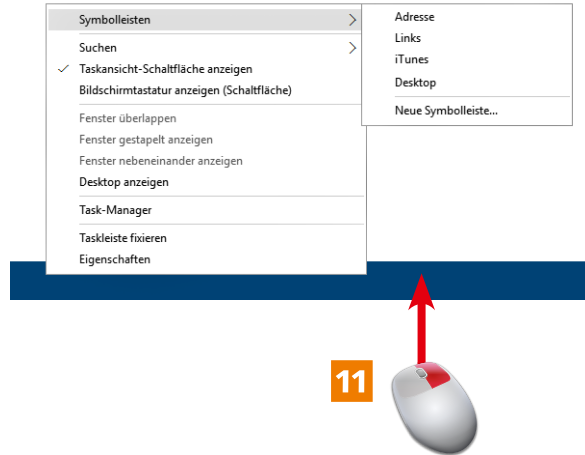 Symbolleisten
Suchen
Taskansicht-Schaltfläche anzeigen
Bildschirmtastatur anzeigen (Schaltfläche)
Fenster überlappen
Fenster gestapelt anzeigen
Fenster nebeneinander anzeigen
Desktop anzeigen
Task-Manager
Taskleiste fixieren
Eigenschaften
Adresse
Links
iTunes
Desktop
Neue Symbolleiste...
11